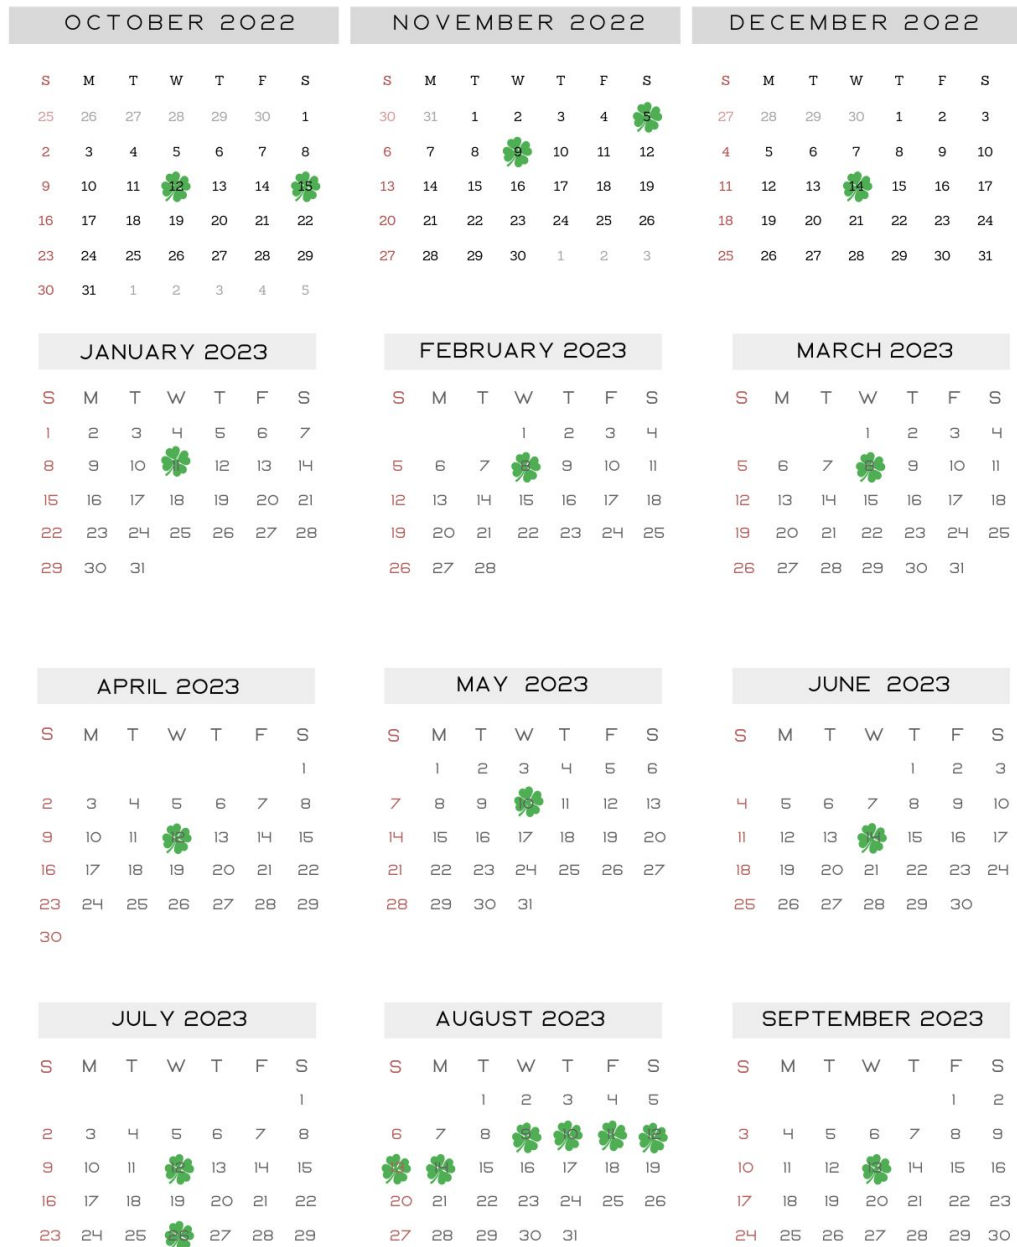 OCTOBER 2022
S M T W T F S
25 26 27 28 29 30 1
2 3 4 5 6 7 8
9 10 11 12 13 14 15
16 17 18 19 20 21 22
23 24 25 26 27 28 29
30 31 1 2 3 4 5
NOVEMBER 2022
S M T W T F S
30 31 1 2 3 4 5
6 7 8 9 10 11 12
13 14 15 16 17 18 19
20 21 22 23 24 25 26
27 28 29 30 1 2 3
DECEMBER 2022
S M T W T F S
27 28 29 30 1 2 3
4 5 6 7 8 9 10
11 12 13 14 15 16 17
18 19 20 21 22 23 24
25 26 27 28 29 30 31
JANUARY 2023
S M T W T F S
1 2 3 4 5 6 7
8 9 10 11 12 13 14
15 16 17 18 19 20 21
22 23 24 25 26 27 28
29 30 31
FEBRUARY 2023
S M T W T F S
1 2 3 4
5 6 7 8 9 10 11
12 13 14 15 16 17 18
19 20 21 22 23 24 25
26 27 28
MARCH 2023
S M T W T F S
1 2 3 4
5 6 7 8 9 10 11
12 13 14 15 16 17 18
19 20 21 22 23 24 25
26 27 28 29 30 31
APRIL 2023
S M T W T F S
1
2 3 4 5 6 7 8
9 10 11 12 13 14 15
16 17 18 19 20 21 22
23 24 25 26 27 28 29
30
MAY 2023
S M T W T F S
1 2 3 4 5 6
7 8 9 10 11 12 13
14 15 16 17 18 19 20
21 22 23 24 25 26 27
28 29 30 31
JUNE 2023
S M T W T F S
1 2 3
4 5 6 7 8 9 10
11 12 13 14 15 16 17
18 19 20 21 22 23 24
25 26 27 28 29 30
JULY 2023
S M T W T F S
1
2 3 4 5 6 7 8
9 10 11 12 13 14 15
16 17 18 19 20 21 22
23 24 25 26 27 28 29
AUGUST 2023
S M T W T F S
1 2 3 4 5
6 7 8 9 10 11 12
13 14 15 16 17 18 19
20 21 22 23 24 25 26
27 28 29 30 31
SEPTEMBER 2023
S M T W T F S
1 2
3 4 5 6 7 8 9
10 11 12 13 14 15 16
17 18 19 20 21 22 23
24 25 26 27 28 29 30